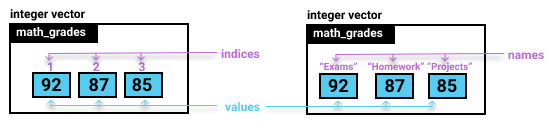 integer vector
math_grades
1 2 3
92 87 85
indices
values
integer vector
math_grades
"Exams" "Homework" "Projects"
92 87 85
names